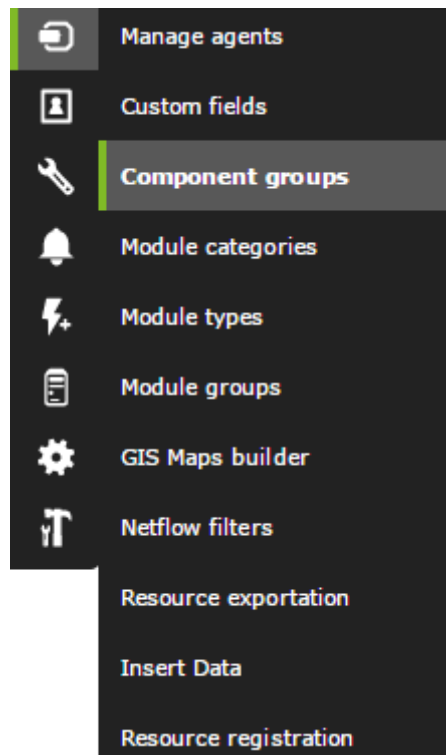 Manage agents
Custom fields
Component groups
Module categories
Module types
Module groups
GIS Maps builder
Netflow filters
Resource exportation
Insert Data
Resource registration